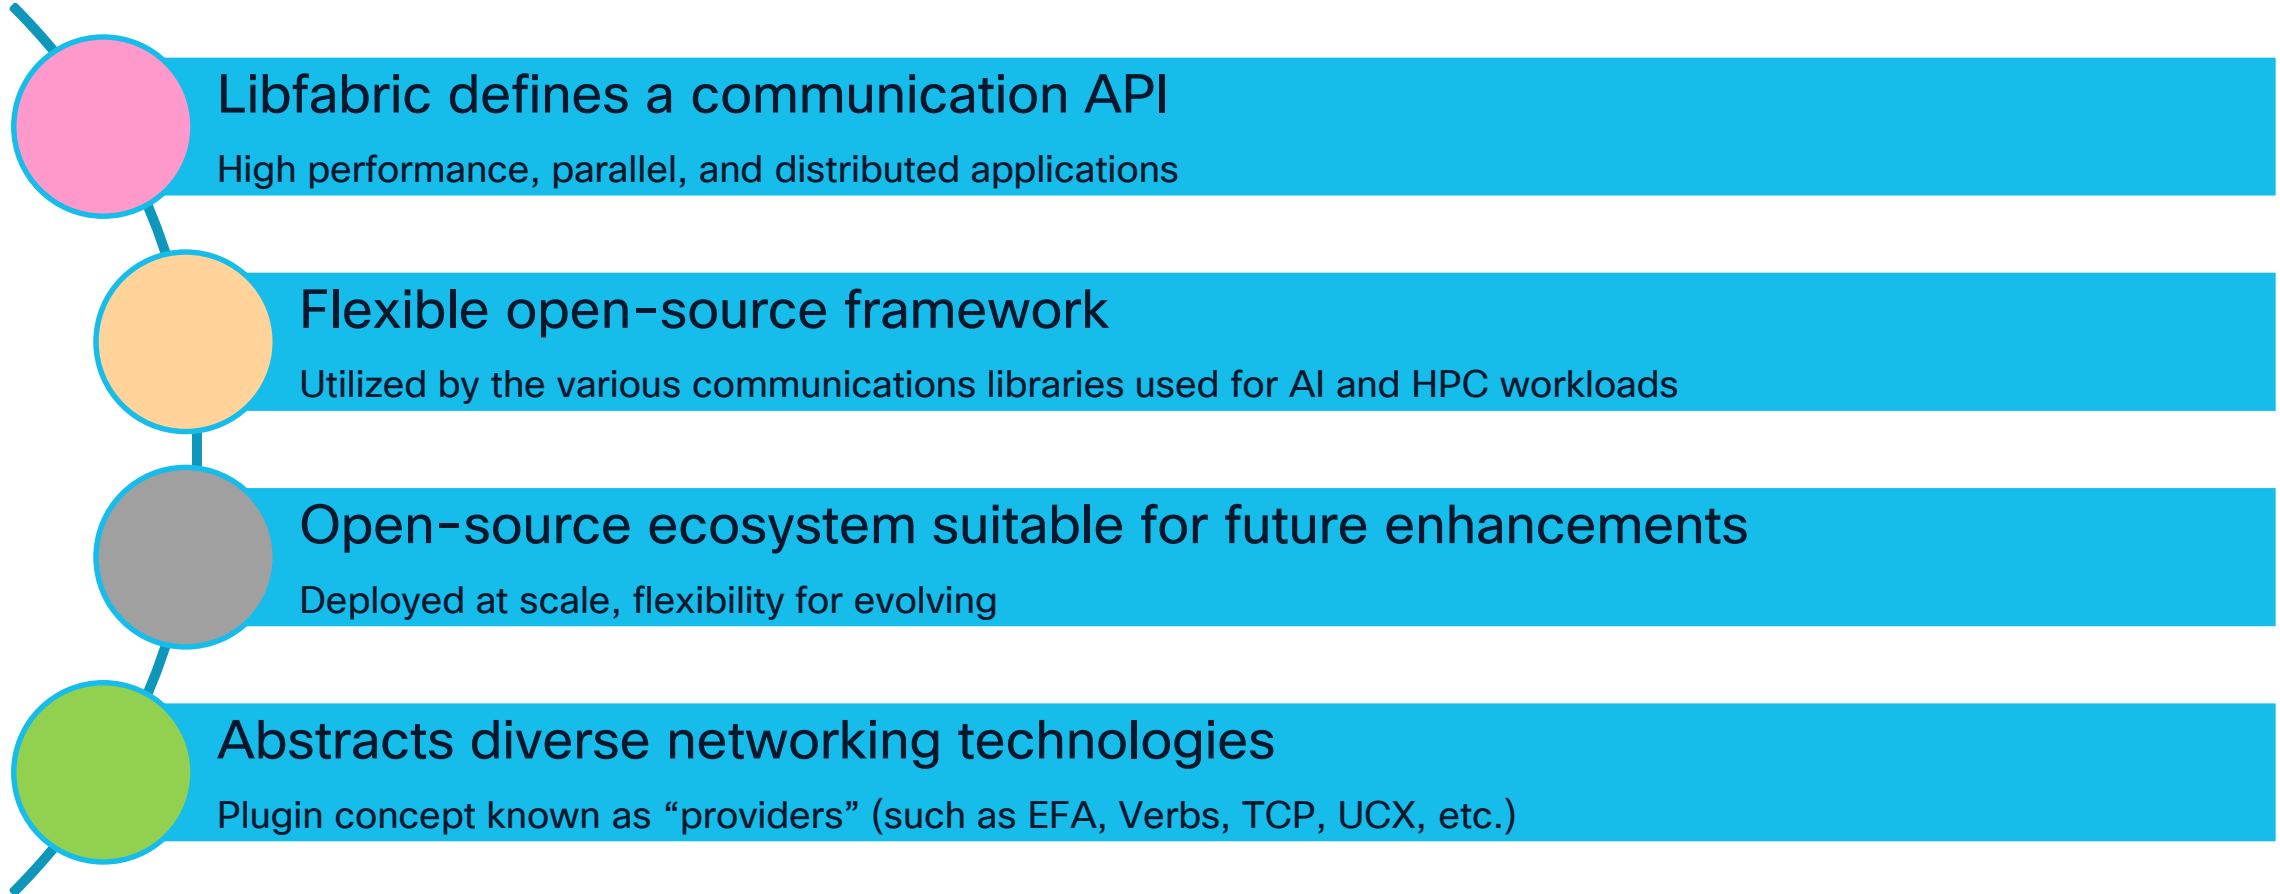 Libfabric defines a communication API
High performance, parallel, and distributed applications
Flexible open-source framework
Utilized by the various communications libraries used for AI and HPC workloads
Open-source ecosystem suitable for future enhancements
Deployed at scale, flexibility for evolving
Abstracts diverse networking technologies
Plugin concept known as “providers” (such as EFA, Verbs, TCP, UCX, etc.)